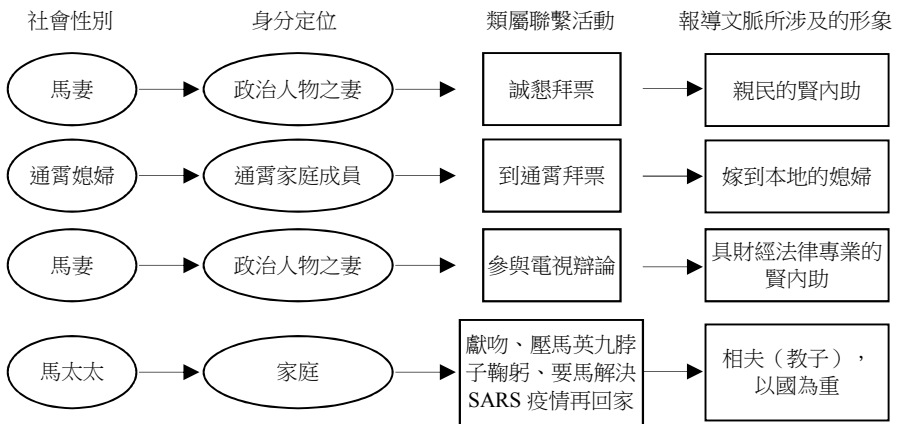 社會性別 身分定位 類屬聯繫活動 報導文脈所涉及的形象
馬妻 政治人物之妻 誠懇拜票 親民的賢內助
通霄媳婦 通霄家庭成員 到通霄拜票 嫁到本地的媳婦
馬妻 政治人物之妻 參與電視辯論 具財經法律專業的
賢內助
馬太太 家庭 獻吻、壓馬英九脖
子鞠躬、要馬解決
SARS 疫情再回家
相夫（教子），
以國為重